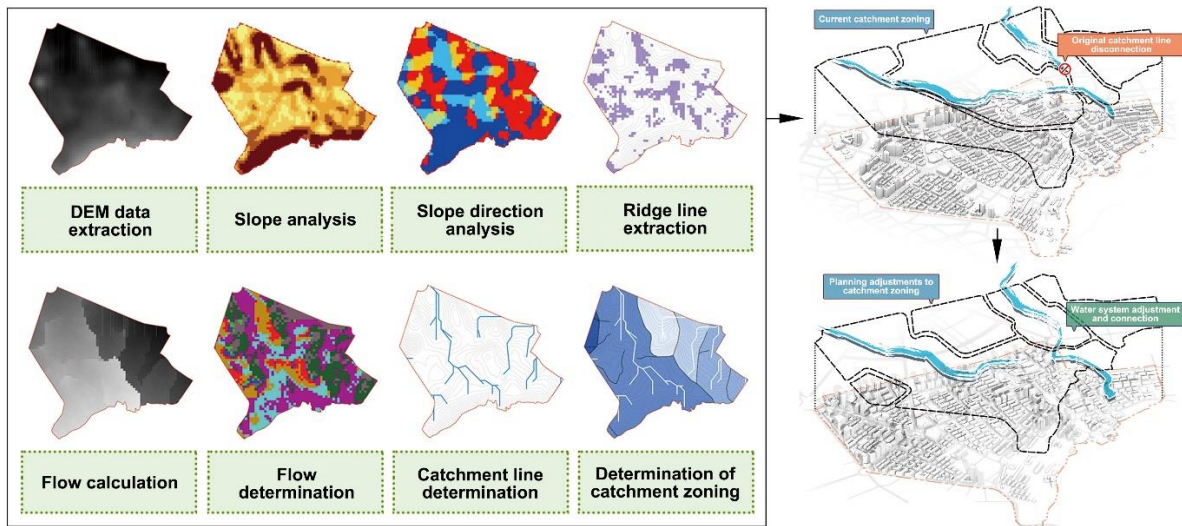 DEM data
extraction
Slope analysis
Slope direction
analysis
Ridge line
extraction
Flow calculation
Flow
determination
Catchment line
determination
Determination of
catchment zoning
Current catchment zoning
Original catchment line
disconnection
Planning adjustments to
catchment zoning
Water system adjustment
and connection